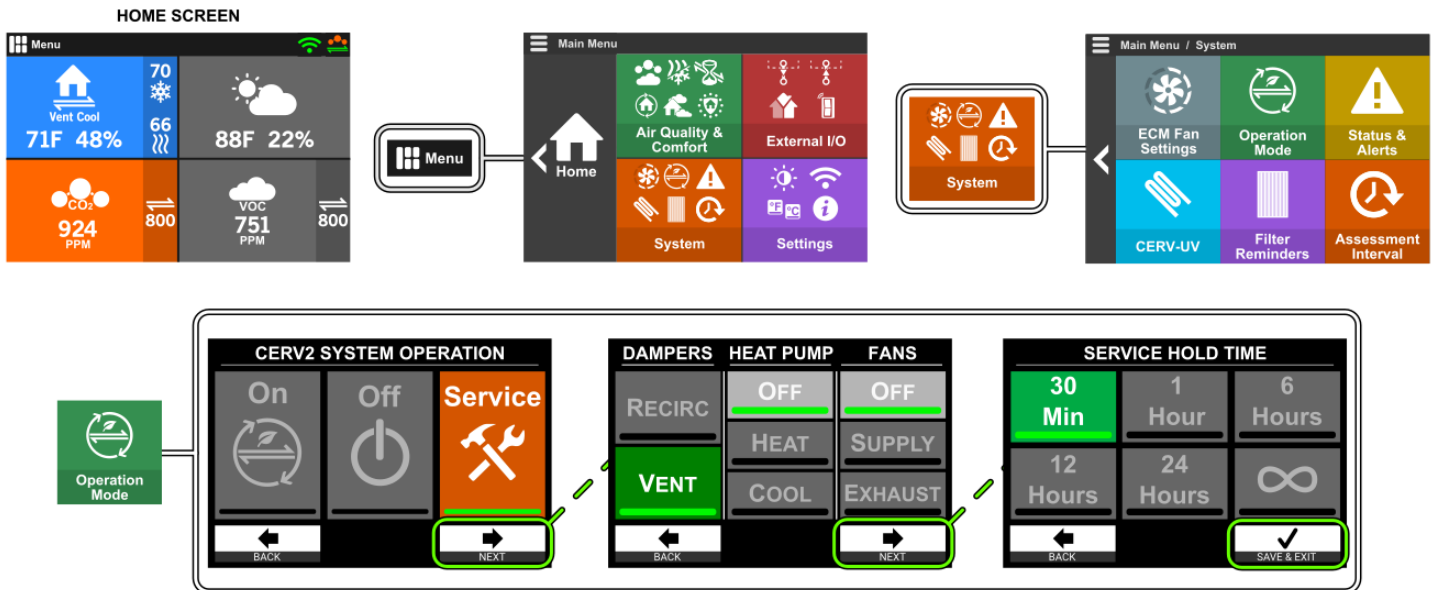 HOME SCREEN
Menu
70
Vent Cool
66
71F 48%
88F 22%
CO₂
924
PPM
800
VOC
751
PPM
800
Menu
Main Menu
Home
Air Quality &
Comfort
External I/O
°F °C
System
Settings
System
Main Menu / System
ECM Fan
Settings
Operation
Mode
Status &
Alerts
CERV-UV
Filter
Reminders
Assessment
Interval
Operation
Mode
CERV2 SYSTEM OPERATION
On
Off
Service
BACK
NEXT
DAMPERS HEAT PUMP FANS
RECIRC
VENT
OFF
HEAT
COOL
OFF
SUPPLY
EXHAUST
BACK
NEXT
SERVICE HOLD TIME
30
Min
1
Hour
6
Hours
12
Hours
24
Hours
∞
BACK
SAVE & EXIT